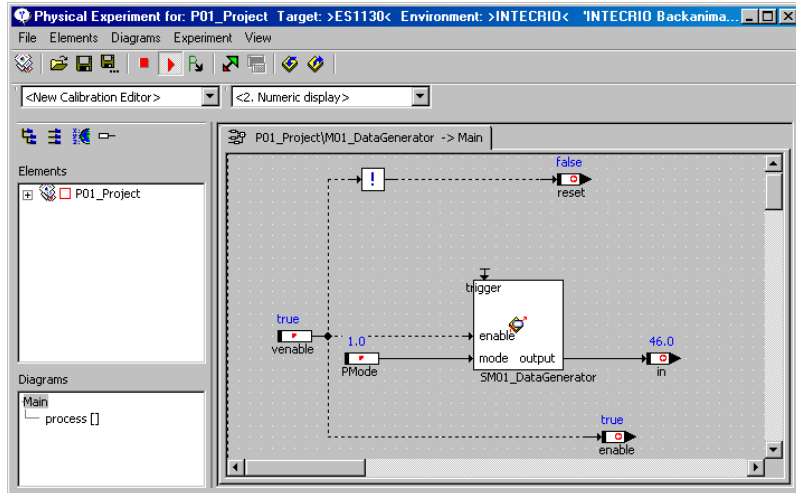 Physical Experiment for: P01_Project Target: >ES1130< Environment: >INTECRIO< 'INTECRIO Backanima...
File Elements Diagrams Experiment View
<New Calibration Editor> <2. Numeric display>
P01_Project\M01_DataGenerator -> Main
Elements
P01_Project
Diagrams
Main
process []
!
false
reset
trigger
true
venable
1.0
PMode
enable
mode output
SM01_DataGenerator
46.0
in
true
enable